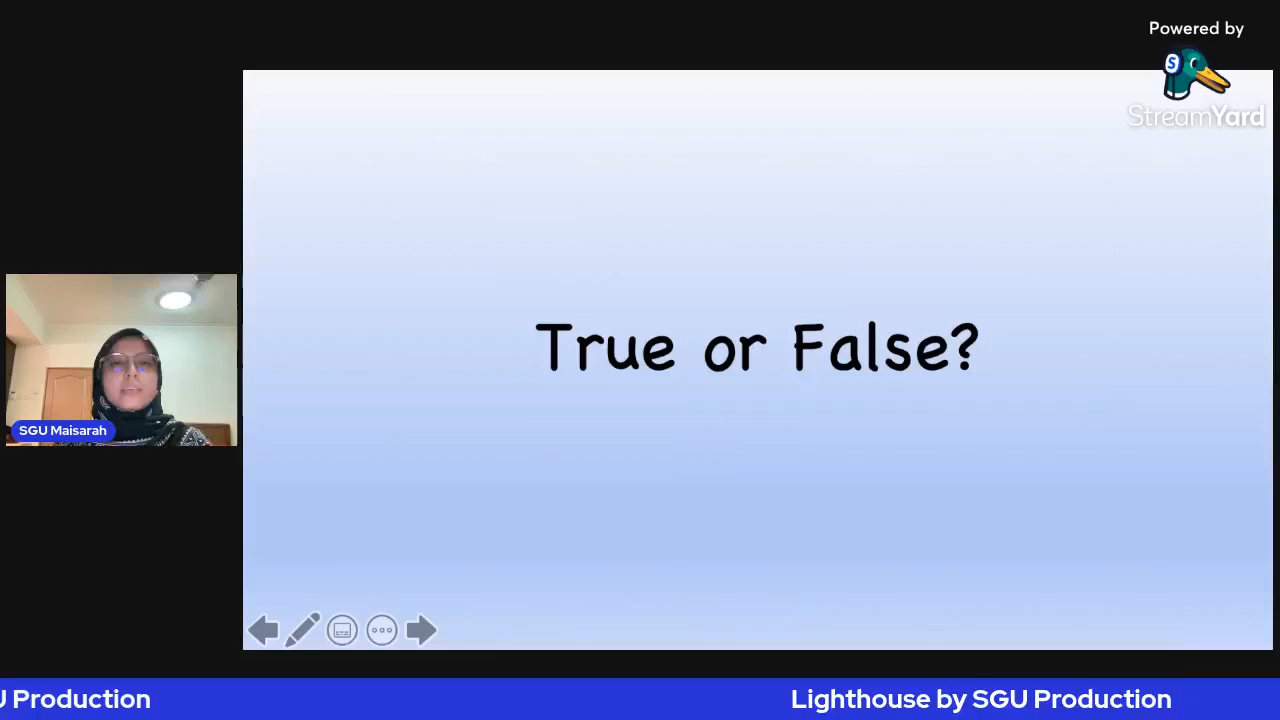 Powered by
S
StreamYard
True or False?
SGU Maisarah
U Production
Lighthouse by SGU Production